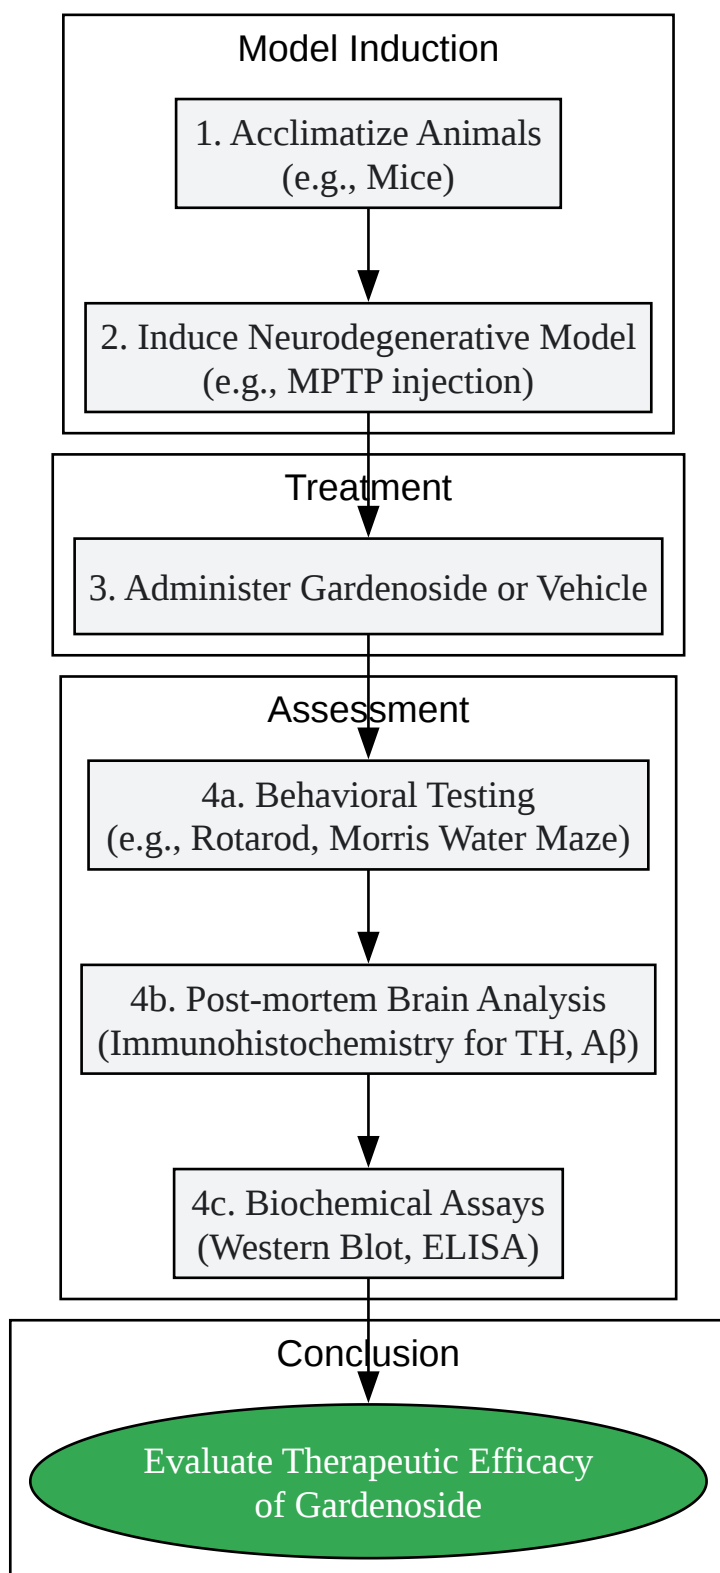 Model Induction
1. Acclimatize Animals
(e.g., Mice)
2. Induce Neurodegenerative Model
(e.g., MPTP injection)
Treatment
3. Administer Gardenoside or Vehicle
Assessment
4a. Behavioral Testing
(e.g., Rotarod, Morris Water Maze)
4b. Post-mortem Brain Analysis
(Immunohistochemistry for TH, Aβ)
4c. Biochemical Assays
(Western Blot, ELISA)
Conclusion
Evaluate Therapeutic Efficacy
of Gardenoside